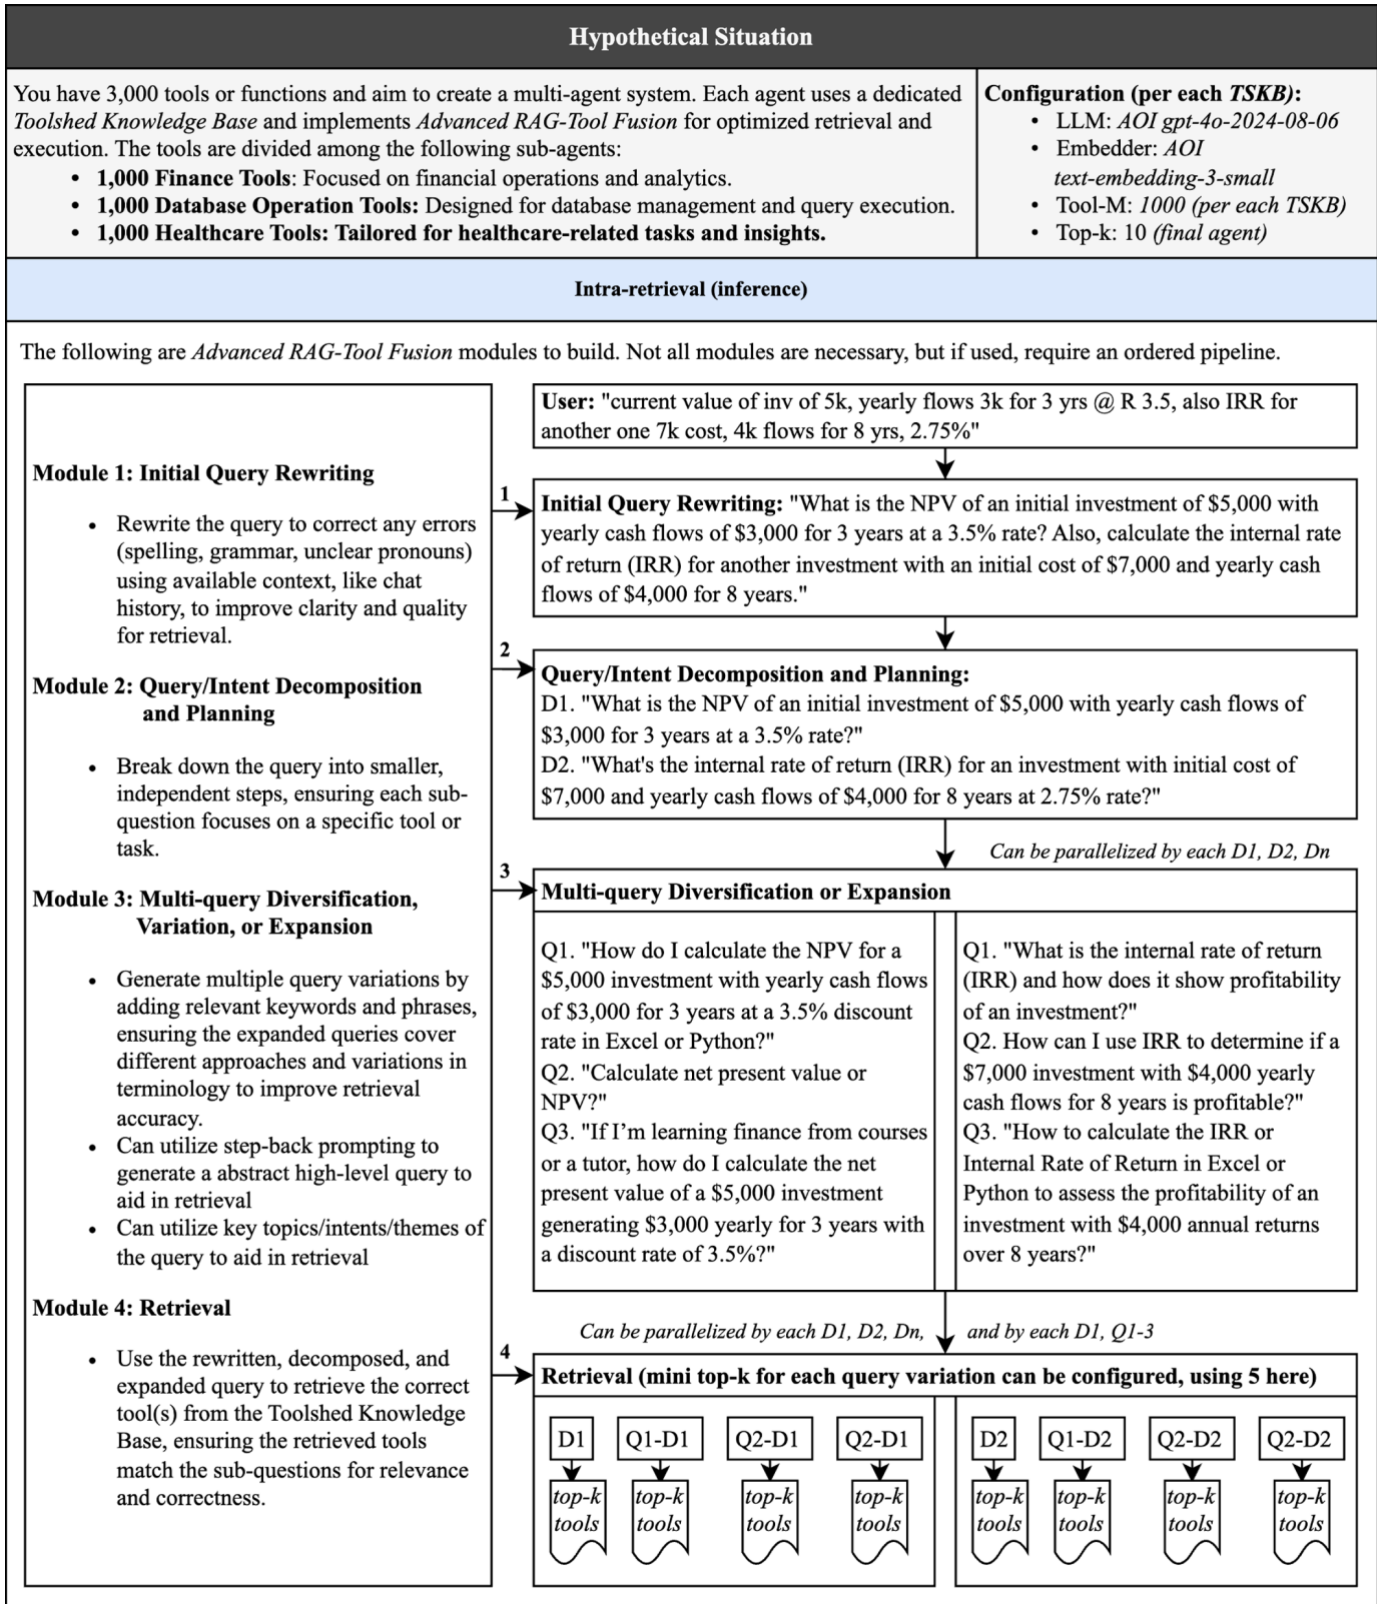 Hypothetical Situation
You have 3,000 tools or functions and aim to create a multi-agent system. Each agent uses a dedicated
Toolshed Knowledge Base and implements Advanced RAG-Tool Fusion for optimized retrieval and
execution. The tools are divided among the following sub-agents:
• 1,000 Finance Tools: Focused on financial operations and analytics.
• 1,000 Database Operation Tools: Designed for database management and query execution.
• 1,000 Healthcare Tools: Tailored for healthcare-related tasks and insights.
Configuration (per each TSKB):
• LLM: AOI gpt-4o-2024-08-06
• Embedder: AOI
text-embedding-3-small
• Tool-M: 1000 (per each TSKB)
• Top-k: 10 (final agent)
Intra-retrieval (inference)
The following are Advanced RAG-Tool Fusion modules to build. Not all modules are necessary, but if used, require an ordered pipeline.
Module 1: Initial Query Rewriting
• Rewrite the query to correct any errors
(spelling, grammar, unclear pronouns)
using available context, like chat
history, to improve clarity and quality
for retrieval.
Module 2: Query/Intent Decomposition
and Planning
• Break down the query into smaller,
independent steps, ensuring each sub-
question focuses on a specific tool or
task.
Module 3: Multi-query Diversification,
Variation, or Expansion
• Generate multiple query variations by
adding relevant keywords and phrases,
ensuring the expanded queries cover
different approaches and variations in
terminology to improve retrieval
accuracy.
• Can utilize step-back prompting to
generate a abstract high-level query to
aid in retrieval
• Can utilize key topics/intents/themes of
the query to aid in retrieval
Module 4: Retrieval
• Use the rewritten, decomposed, and
expanded query to retrieve the correct
tool(s) from the Toolshed Knowledge
Base, ensuring the retrieved tools
match the sub-questions for relevance
and correctness.
User: "current value of inv of 5k, yearly flows 3k for 3 yrs @ R 3.5, also IRR for
another one 7k cost, 4k flows for 8 yrs, 2.75%"
1
Initial Query Rewriting: "What is the NPV of an initial investment of $5,000 with
yearly cash flows of $3,000 for 3 years at a 3.5% rate? Also, calculate the internal rate
of return (IRR) for another investment with an initial cost of $7,000 and yearly cash
flows of $4,000 for 8 years."
2
Query/Intent Decomposition and Planning:
D1. "What is the NPV of an initial investment of $5,000 with yearly cash flows of
$3,000 for 3 years at a 3.5% rate?"
D2. "What's the internal rate of return (IRR) for an investment with initial cost of
$7,000 and yearly cash flows of $4,000 for 8 years at 2.75% rate?"
Can be parallelized by each D1, D2, Dn
3
Multi-query Diversification or Expansion
Q1. "How do I calculate the NPV for a
$5,000 investment with yearly cash flows
of $3,000 for 3 years at a 3.5% discount
rate in Excel or Python?"
Q2. "Calculate net present value or
NPV?"
Q3. "If I'm learning finance from courses
or a tutor, how do I calculate the net
present value of a $5,000 investment
generating $3,000 yearly for 3 years with
a discount rate of 3.5%?"
Q1. "What is the internal rate of return
(IRR) and how does it show profitability
of an investment?"
Q2. How can I use IRR to determine if a
$7,000 investment with $4,000 yearly
cash flows for 8 years is profitable?"
Q3. "How to calculate the IRR or
Internal Rate of Return in Excel or
Python to assess the profitability of an
investment with $4,000 annual returns
over 8 years?"
Can be parallelized by each D1, D2, Dn, and by each D1, Q1-3
4
Retrieval (mini top-k for each query variation can be configured, using 5 here)
D1 Q1-D1 Q2-D1 Q2-D1
top-k top-k top-k top-k
tools tools tools tools
D2 Q1-D2 Q2-D2 Q2-D2
top-k top-k top-k top-k
tools tools tools tools